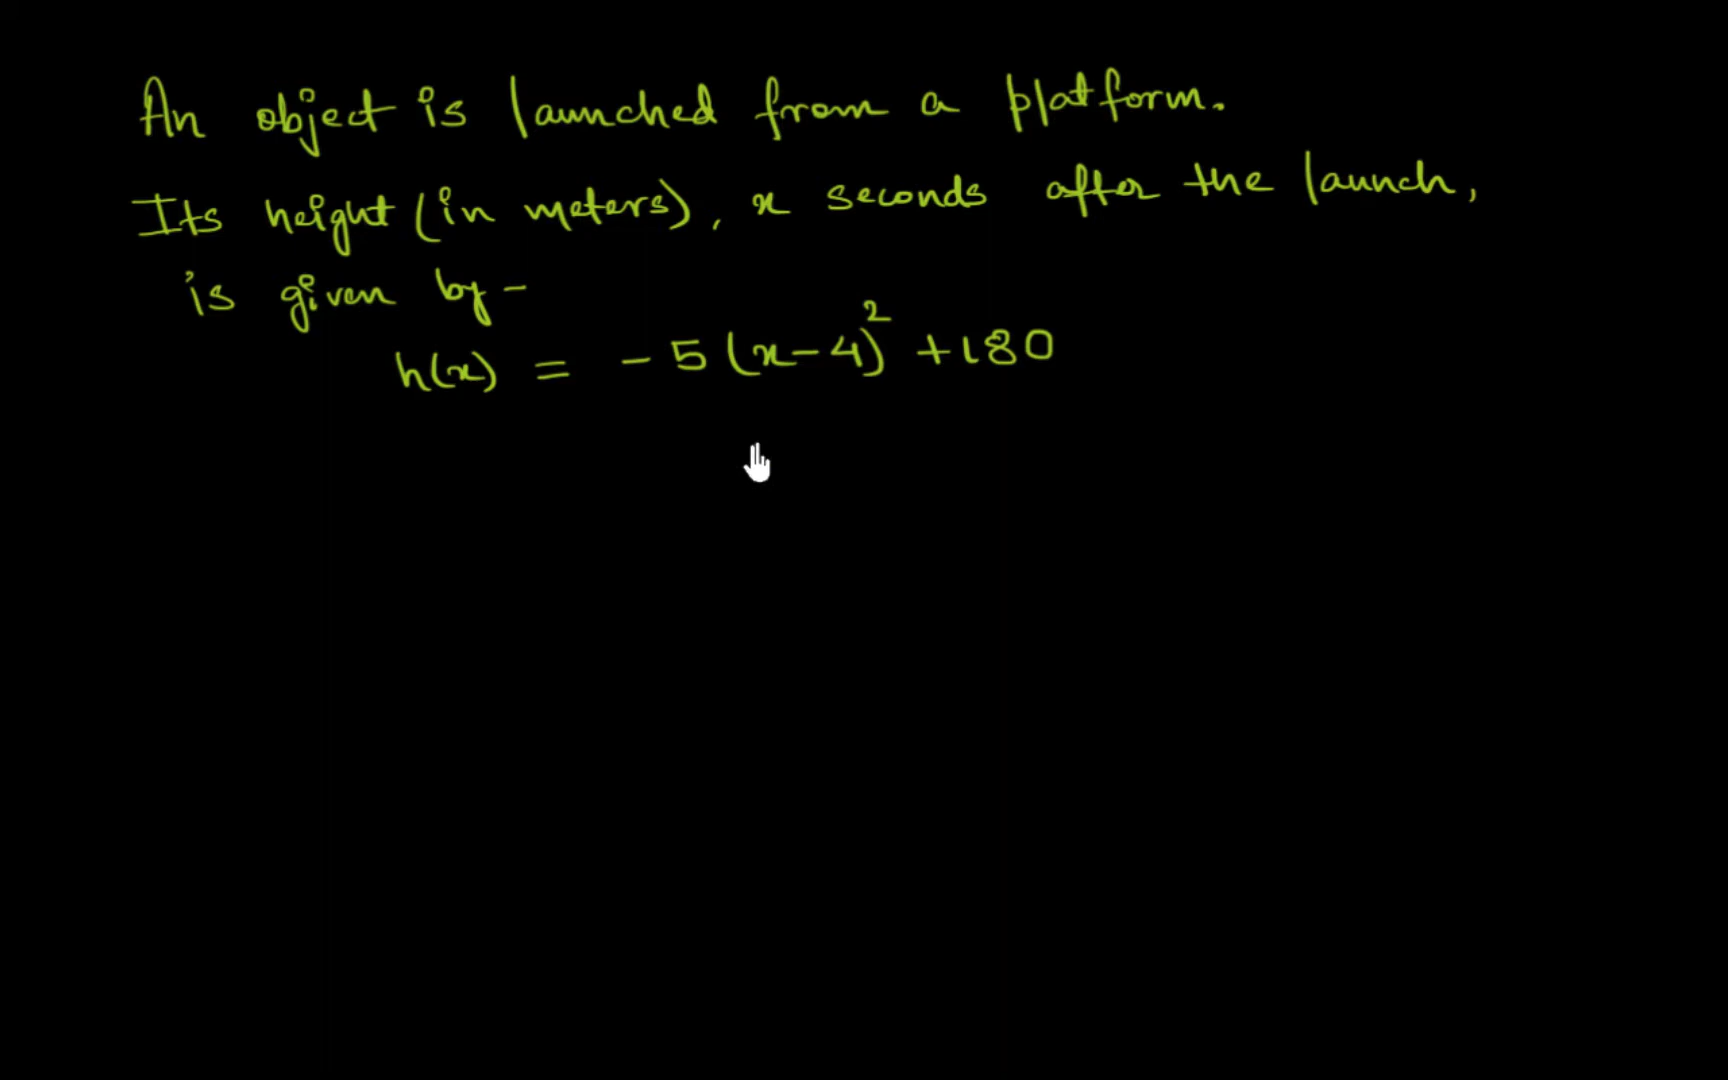 An object is launched from a platform.
Its height (in meters), x seconds after the launch,
is given by -
h(x) = -5(x-4)² +180